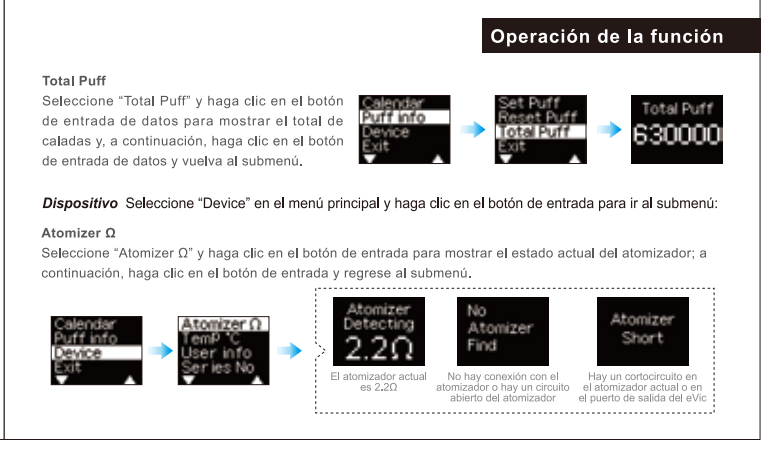 Operación de la función
Total Puff
Seleccione “Total Puff” y haga clic en el botón
de entrada de datos para mostrar el total de
caladas y, a continuación, haga clic en el botón
de entrada de datos y vuelva al submenú.
Calendar
Puff info
Device
Exit
Set Puff
Reset Puff
Total Puff
Exit
Total Puff
630000
Dispositivo Seleccione “Device” en el menú principal y haga clic en el botón de entrada para ir al submenú:
Atomizer Ω
Seleccione “Atomizer Ω” y haga clic en el botón de entrada para mostrar el estado actual del atomizador; a
continuación, haga clic en el botón de entrada y regrese al submenú.
Calendar
Puff info
Device
Exit
Atomizer Ω
Temp °C
User info
Series No
Atomizer
Detecting
2.2Ω
No
Atomizer
Find
Atomizer
Short
El atomizador actual
es 2.2Ω
No hay conexión con el
atomizador o hay un circuito
abierto del atomizador
Hay un cortocircuito en
el atomizador actual o en
el puerto de salida del eVic